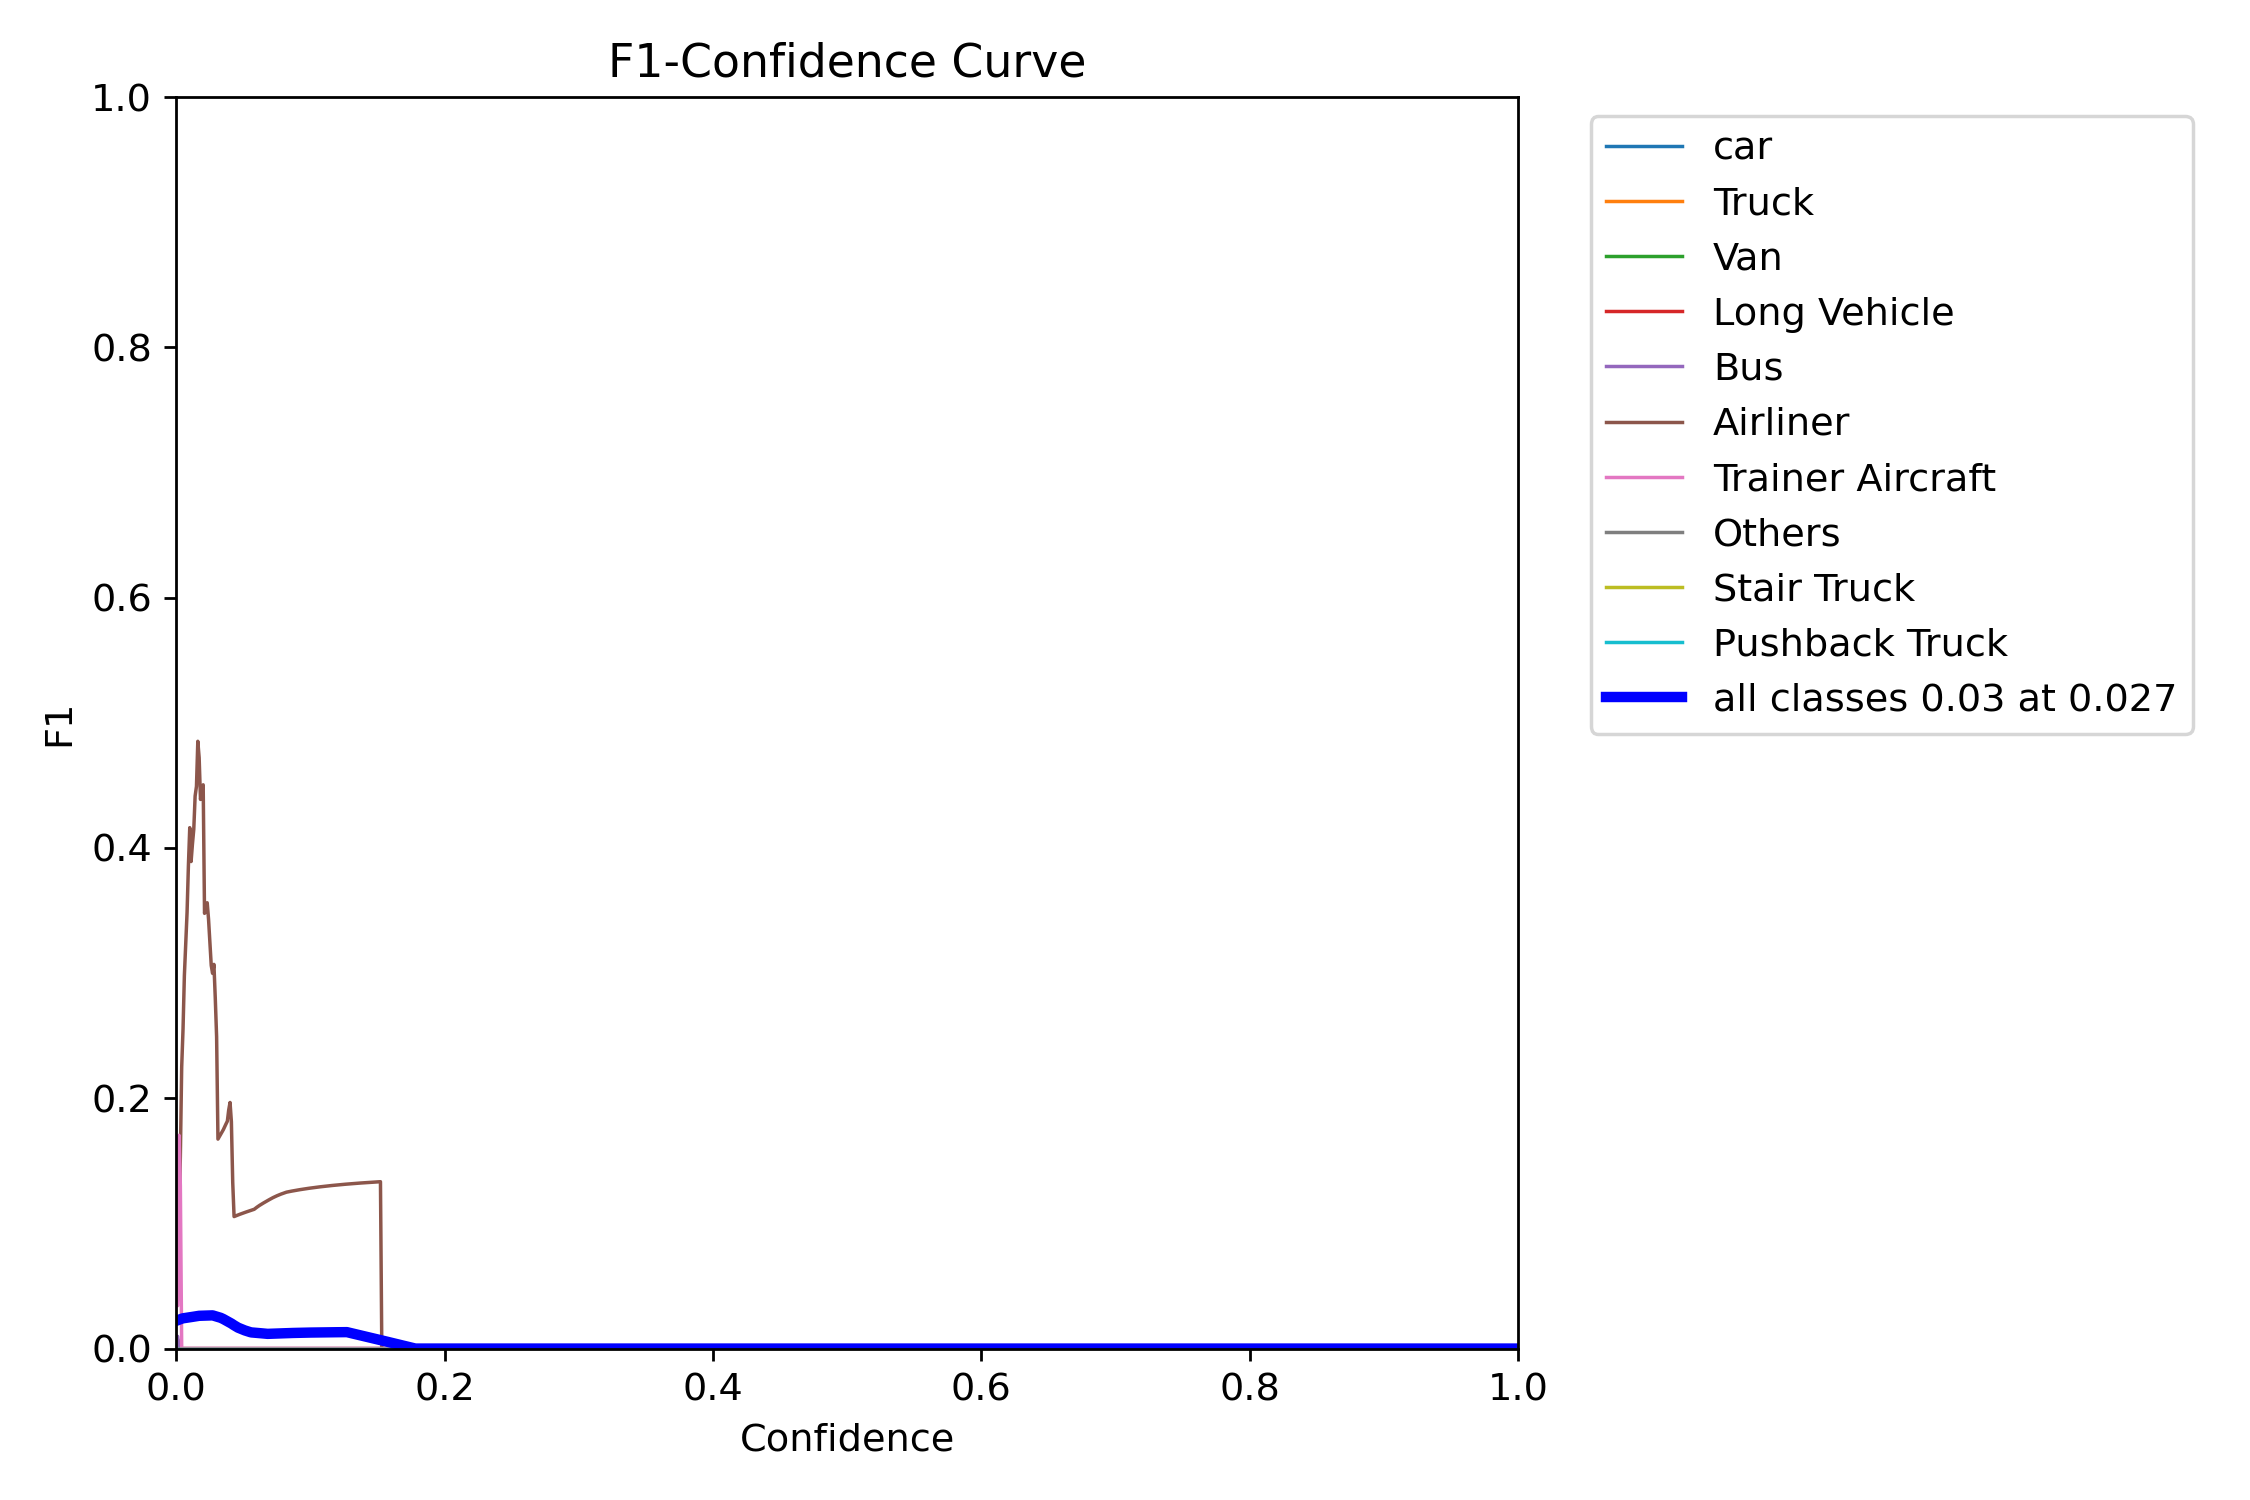 F1-Confidence Curve
1.0
0.8
0.6
0.4
0.2
0.0
F1
0.0 0.2 0.4 0.6 0.8 1.0
Confidence
car
Truck
Van
Long Vehicle
Bus
Airliner
Trainer Aircraft
Others
Stair Truck
Pushback Truck
all classes 0.03 at 0.027